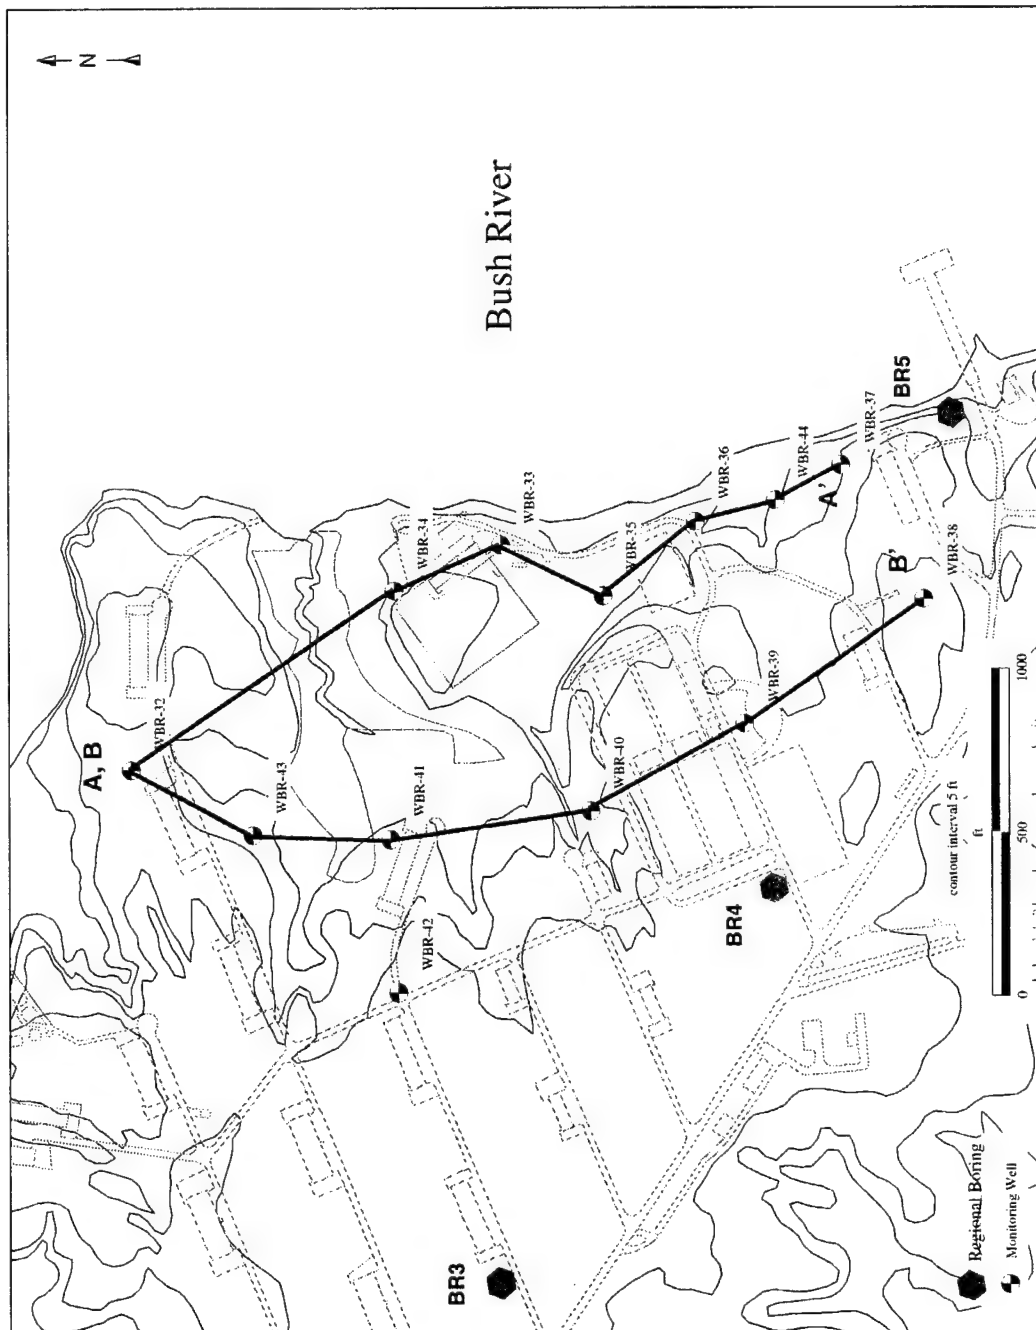 N
Bush River
A, B
WBR-32
WBR-43
WBR-41
WBR-42
WBR-34
WBR-33
WBR-35
WBR-36
WBR-44
WBR-37
A'
BR5
WBR-40
WBR-39
B'
WBR-38
BR4
BR3
contour interval 5 ft
0
500
1000
ft
Regional Boring
Monitoring Well